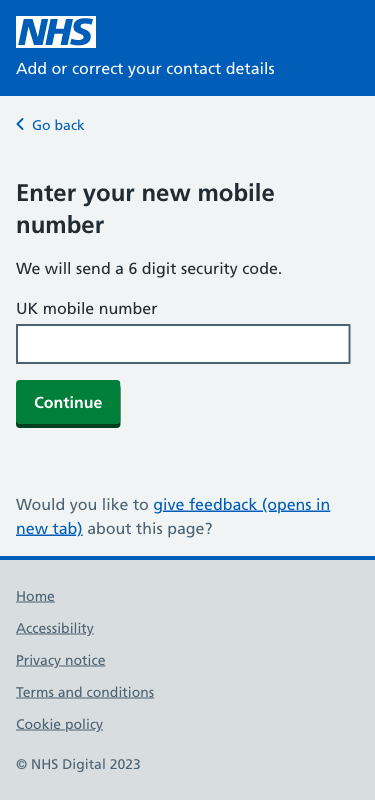 NHS
Add or correct your contact details
Go back
Enter your new mobile
number
We will send a 6 digit security code.
UK mobile number
Continue
Would you like to give feedback (opens in
new tab) about this page?
Home
Accessibility
Privacy notice
Terms and conditions
Cookie policy
© NHS Digital 2023